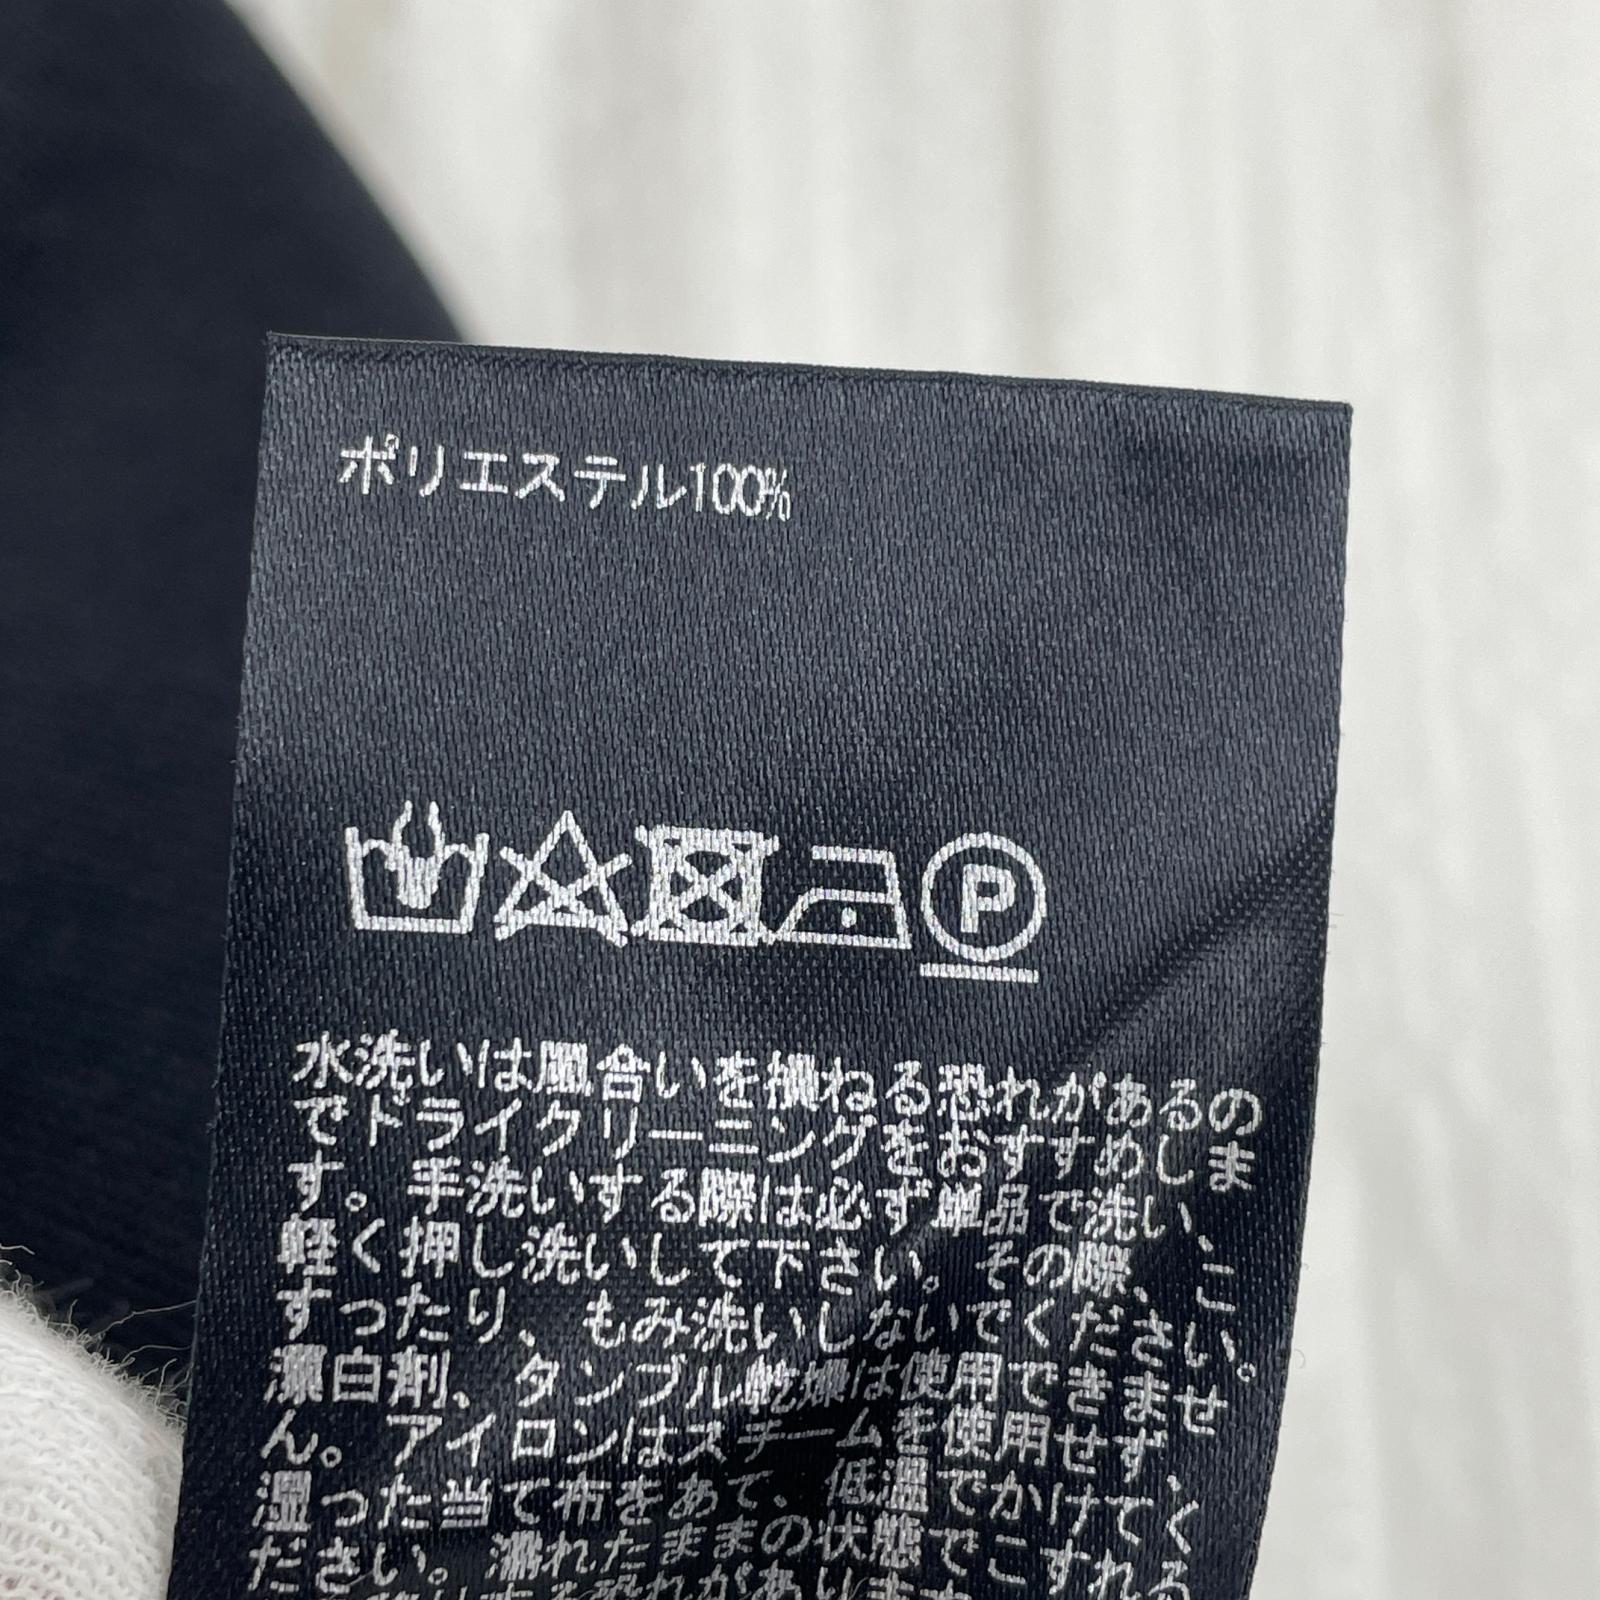 ポリエステル100%
P
水洗いは風合いを損ねる恐れがあるの
でドライクリーニングをおすすめしま
す。手洗いする際は必ず単品で洗い、
軽く押し洗いして下さい。その際、こ
すったり、もみ洗いしないでください。
漂白剤、タンブル乾燥は使用できませ
ん。アイロンはスチームを使用せず、
湿った当て布をあて、低温でかけてく
ださい。濡れたままの状態でこすれる
恐れがあります